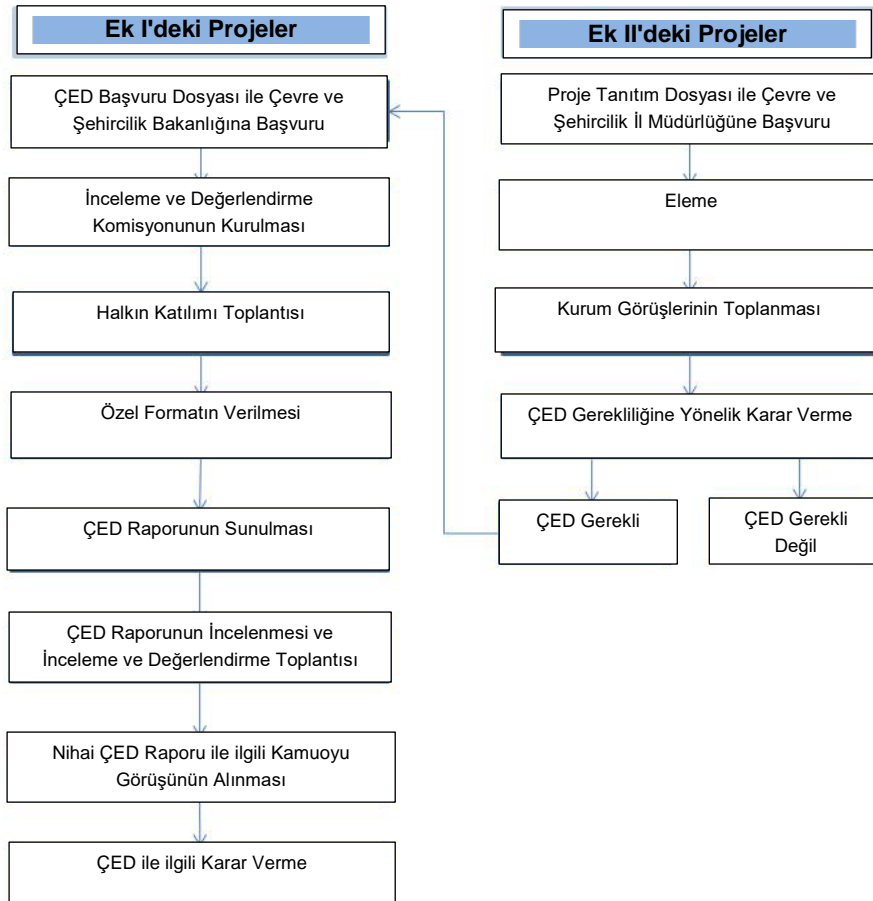 Ek I'deki Projeler
ÇED Başvuru Dosyası ile Çevre ve
Şehircilik Bakanlığına Başvuru
İnceleme ve Değerlendirme
Komisyonunun Kurulması
Halkın Katılımı Toplantısı
Özel Formatın Verilmesi
ÇED Raporunun Sunulması
ÇED Raporunun İncelenmesi ve
İnceleme ve Değerlendirme Toplantısı
Nihai ÇED Raporu ile ilgili Kamuoyu
Görüşünün Alınması
ÇED ile ilgili Karar Verme
Ek II'deki Projeler
Proje Tanıtım Dosyası ile Çevre ve
Şehircilik İl Müdürlüğüne Başvuru
Eleme
Kurum Görüşlerinin Toplanması
ÇED Gerekliliğine Yönelik Karar Verme
ÇED Gerekli
ÇED Gerekli
Değil